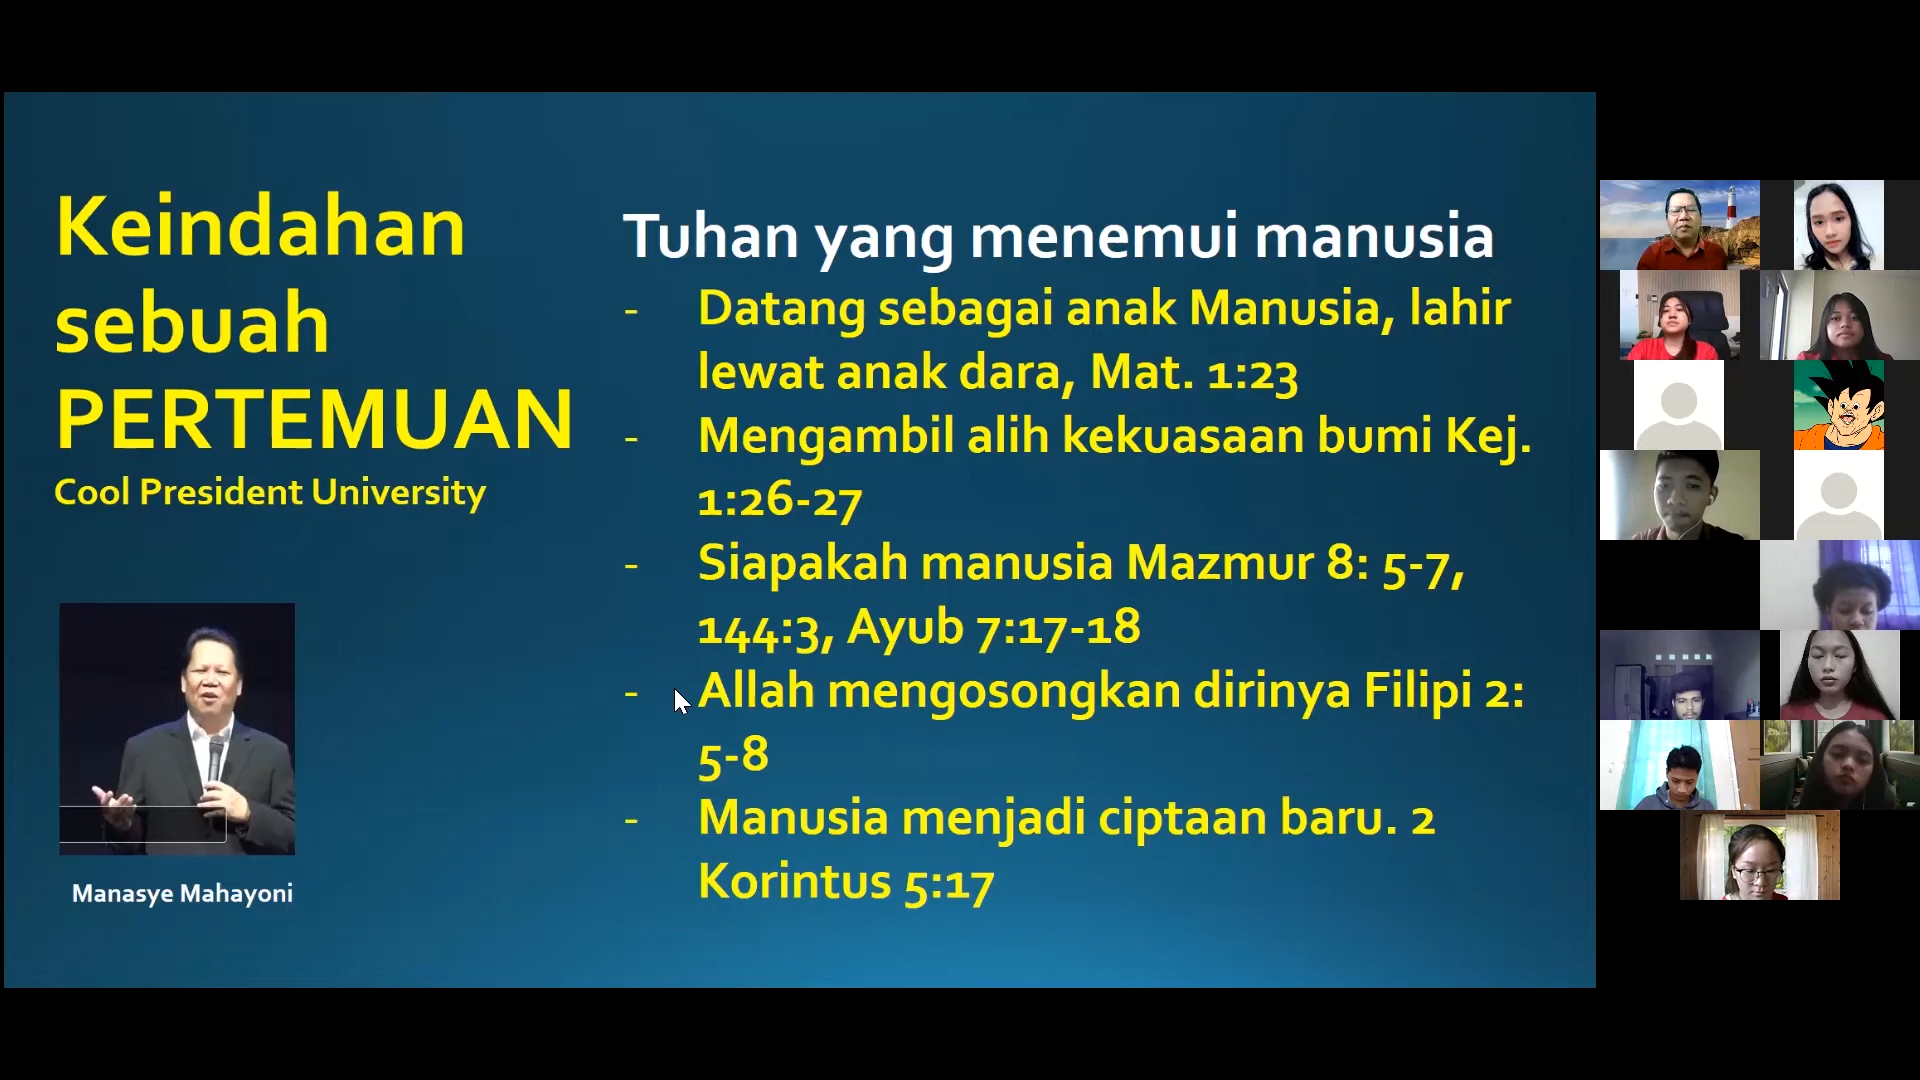 Keindahan
sebuah
PERTEMUAN
Cool President University
Manasye Mahayoni
Tuhan yang menemui manusia
- Datang sebagai anak Manusia, lahir
lewat anak dara, Mat. 1:23
- Mengambil alih kekuasaan bumi Kej.
1:26-27
- Siapakah manusia Mazmur 8: 5-7,
144:3, Ayub 7:17-18
- Allah mengosongkan dirinya Filipi 2:
5-8
- Manusia menjadi ciptaan baru. 2
Korintus 5:17